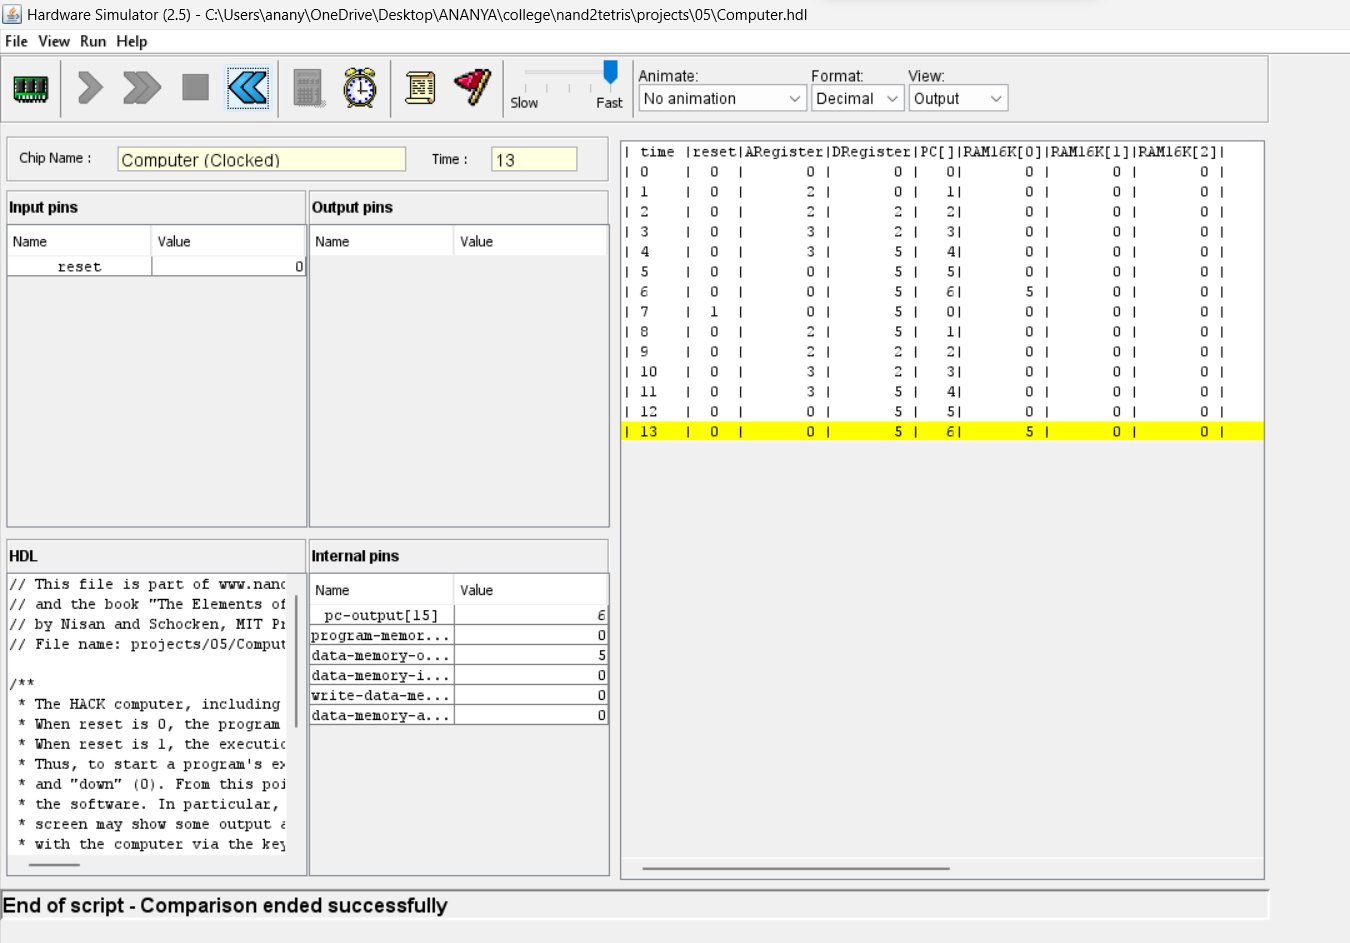 Hardware Simulator (2.5) - C:\Users\anany\OneDrive\Desktop\ANANYA\college\nand2tetris\projects\05\Computer.hdl
File View Run Help
Slow Fast
Animate: Format: View:
No animation Decimal Output
Chip Name : Computer (Clocked) Time : 13
Input pins
Name Value
reset 0
Output pins
Name Value
HDL
// This file is part of www.nand
// and the book "The Elements of
// by Nisan and Schocken, MIT Pr
// File name: projects/05/Comput
/**
* The HACK computer, including
* When reset is 0, the program
* When reset is 1, the executio
* Thus, to start a program's ex
* and "down" (0). From this poi
* the software. In particular,
* screen may show some output a
* with the computer via the key
Internal pins
Name Value
pc-output[15] 6
program-memor... 0
data-memory-o... 5
data-memory-i... 0
write-data-me... 0
data-memory-a... 0
| time |reset|ARegister|DRegister|PC[]|RAM16K[0]|RAM16K[1]|RAM16K[2]|
| 0 | 0 | 0 | 0 | 0| 0 | 0 | 0 |
| 1 | 0 | 2 | 0 | 1| 0 | 0 | 0 |
| 2 | 0 | 2 | 2 | 2| 0 | 0 | 0 |
| 3 | 0 | 3 | 2 | 3| 0 | 0 | 0 |
| 4 | 0 | 3 | 5 | 4| 0 | 0 | 0 |
| 5 | 0 | 0 | 5 | 5| 0 | 0 | 0 |
| 6 | 0 | 0 | 5 | 6| 5 | 0 | 0 |
| 7 | 1 | 0 | 5 | 0| 0 | 0 | 0 |
| 8 | 0 | 2 | 5 | 1| 0 | 0 | 0 |
| 9 | 0 | 2 | 2 | 2| 0 | 0 | 0 |
| 10 | 0 | 3 | 2 | 3| 0 | 0 | 0 |
| 11 | 0 | 3 | 5 | 4| 0 | 0 | 0 |
| 12 | 0 | 0 | 5 | 5| 0 | 0 | 0 |
| 13 | 0 | 0 | 5 | 6| 5 | 0 | 0 |
End of script - Comparison ended successfully